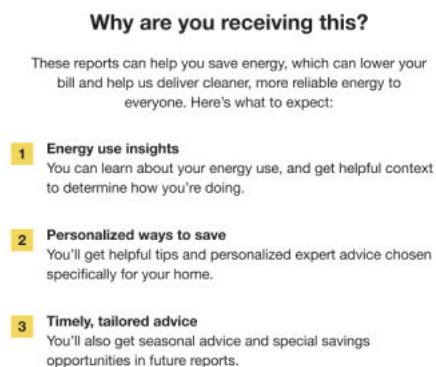 Why are you receiving this?
These reports can help you save energy, which can lower your
bill and help us deliver cleaner, more reliable energy to
everyone. Here's what to expect:
1 Energy use insights
You can learn about your energy use, and get helpful context
to determine how you're doing.
2 Personalized ways to save
You'll get helpful tips and personalized expert advice chosen
specifically for your home.
3 Timely, tailored advice
You'll also get seasonal advice and special savings
opportunities in future reports.